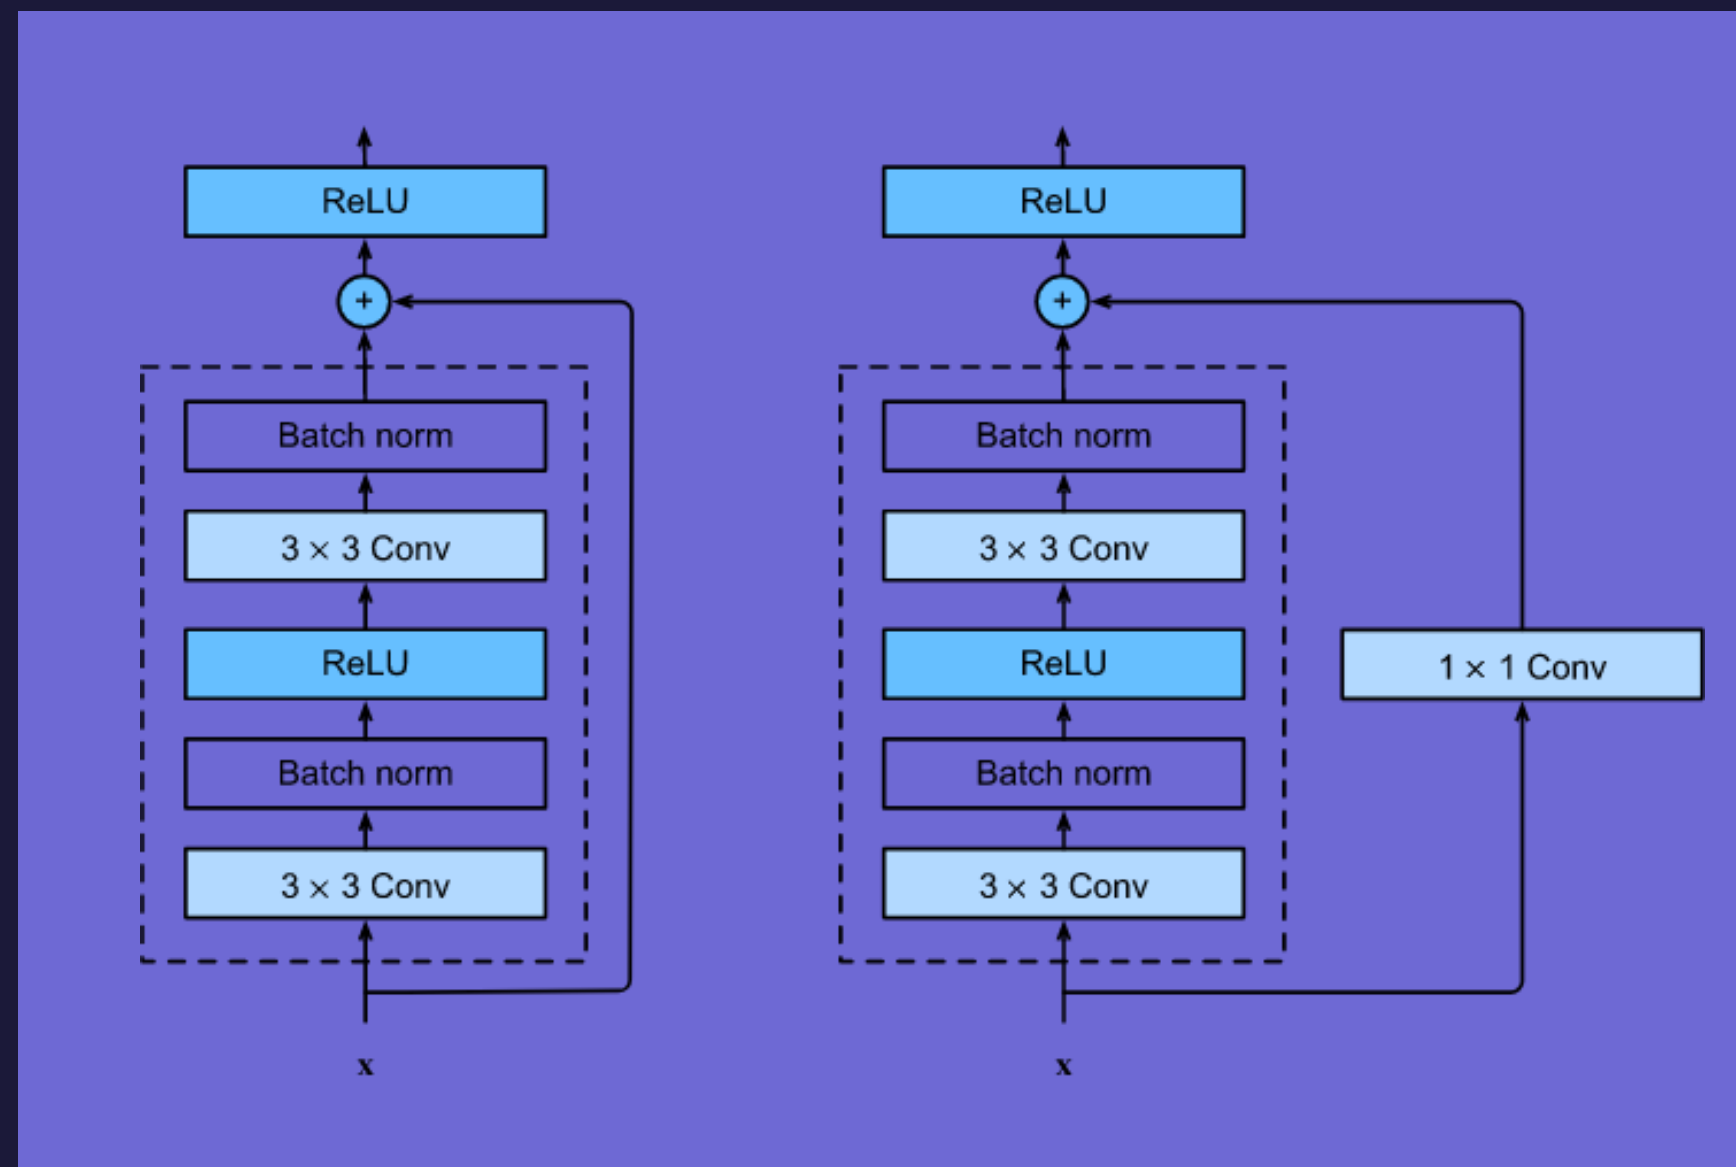 ReLU
+
Batch norm
3 × 3 Conv
ReLU
Batch norm
3 × 3 Conv
x
ReLU
+
Batch norm
3 × 3 Conv
ReLU
Batch norm
3 × 3 Conv
x
1 × 1 Conv